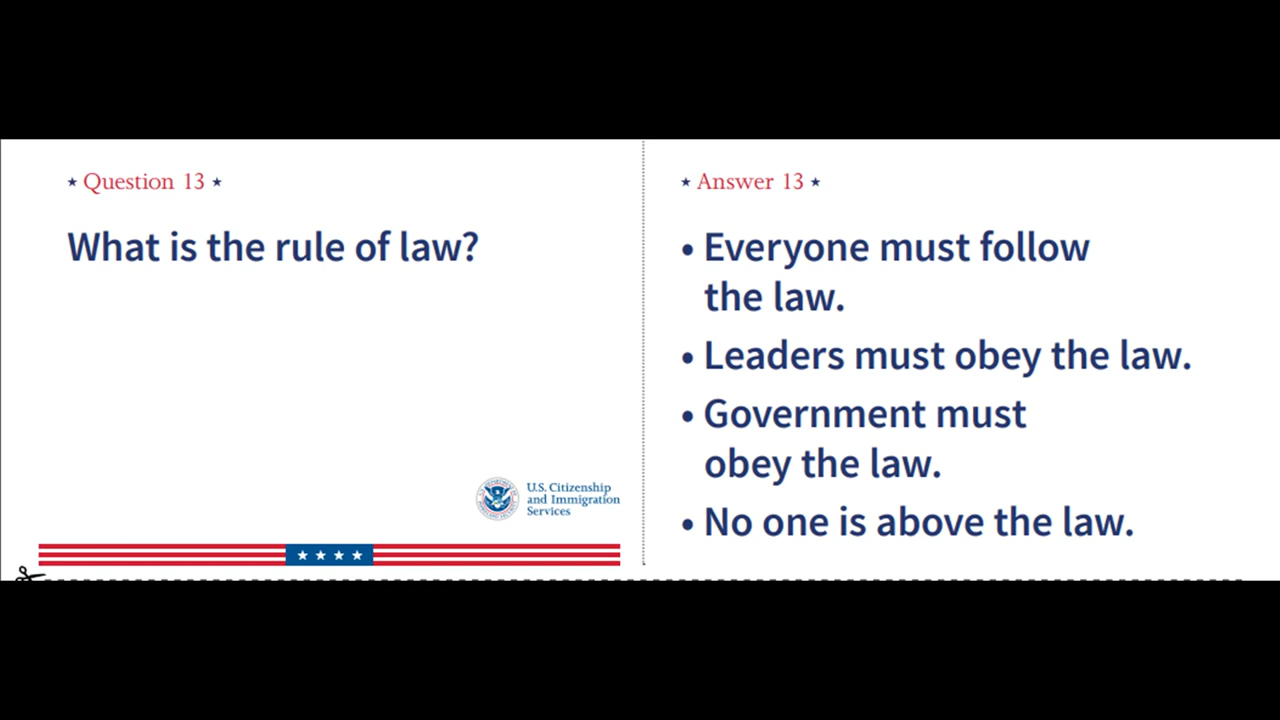 ★ Question 13 ★
What is the rule of law?
U.S. Citizenship
and Immigration
Services
★ Answer 13 ★
• Everyone must follow
the law.
• Leaders must obey the law.
• Government must
obey the law.
• No one is above the law.